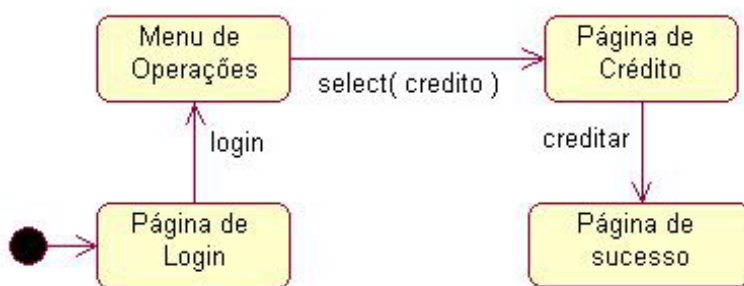 Menu de
Operações
select( credito )
Página de
Crédito
login
creditar
Página de
Login
Página de
sucesso